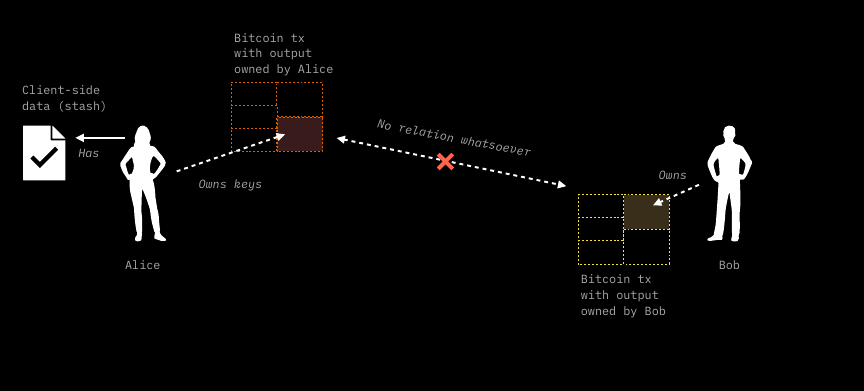 Bitcoin tx
with output
owned by Alice
Client-side
data (stash)
Has
Owns keys
Alice
No relation whatsoever
Owns
Bob
Bitcoin tx
with output
owned by Bob